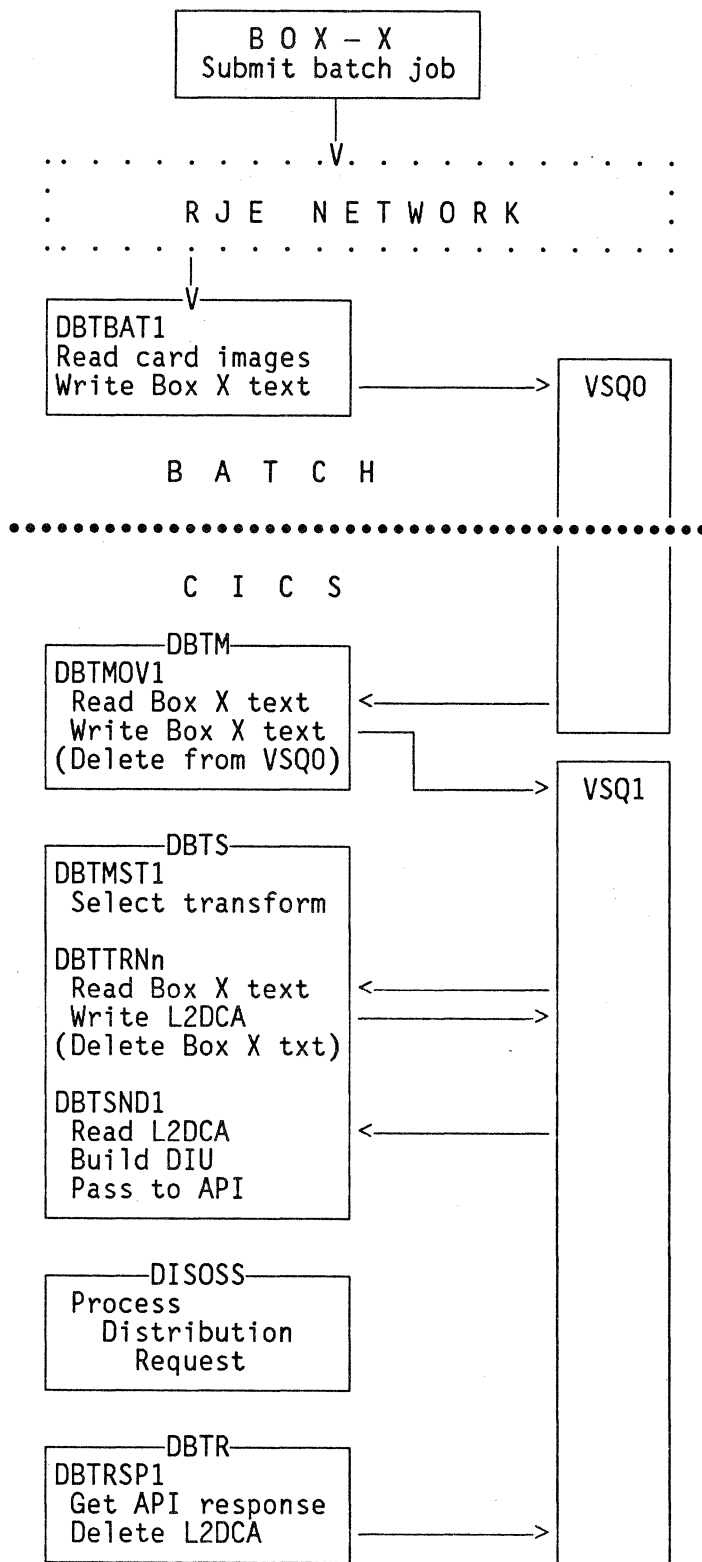 B O X – X
Submit batch job
R J E N E T W O R K
DBTBAT1
Read card images
Write Box X text
VSQ0
B A T C H
C I C S
DBTM
DBTMOV1
Read Box X text
Write Box X text
(Delete from VSQ0)
VSQ1
DBTS
DBTMST1
Select transform
DBTTRNn
Read Box X text
Write L2DCA
(Delete Box X txt)
DBTSND1
Read L2DCA
Build DIU
Pass to API
DISOSS
Process
Distribution
Request
DBTR
DBTRSP1
Get API response
Delete L2DCA